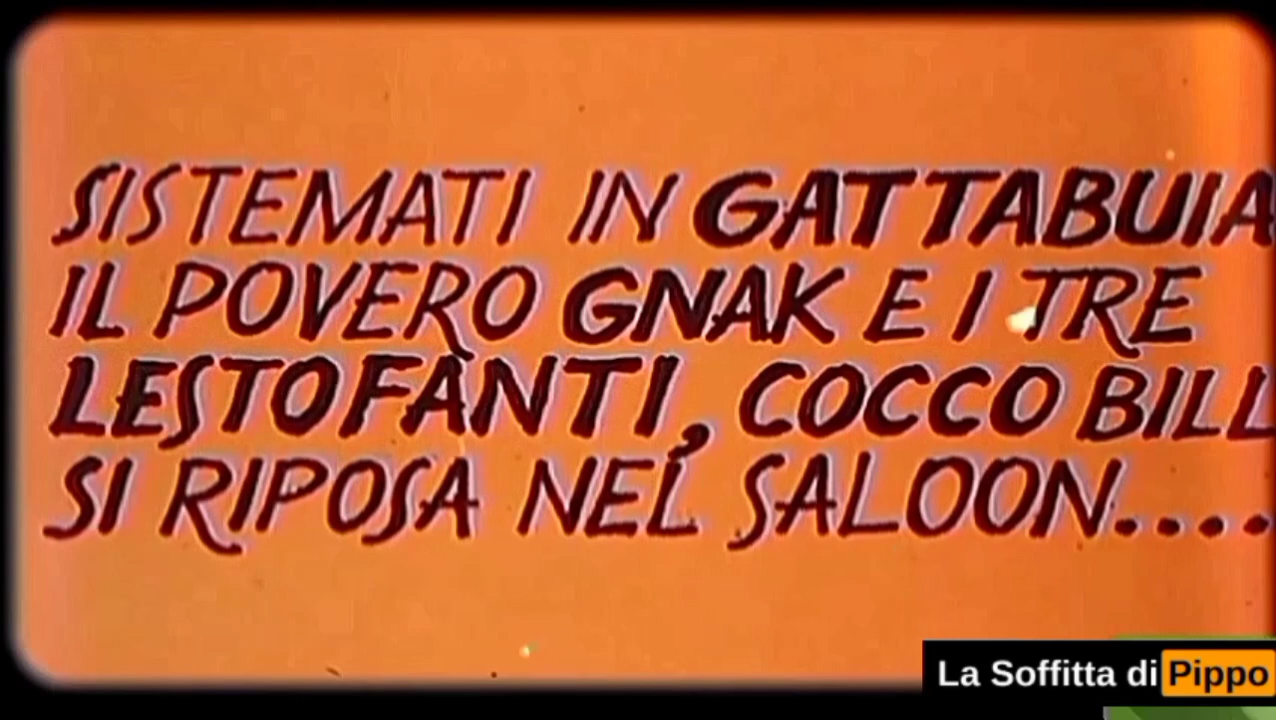 SISTEMATI IN GATTABUIA
IL POVERO GNAK E I TRE
LESTOFANTI, COCCO BILL
SI RIPOSA NEL SALOON....
La Soffitta di Pippo